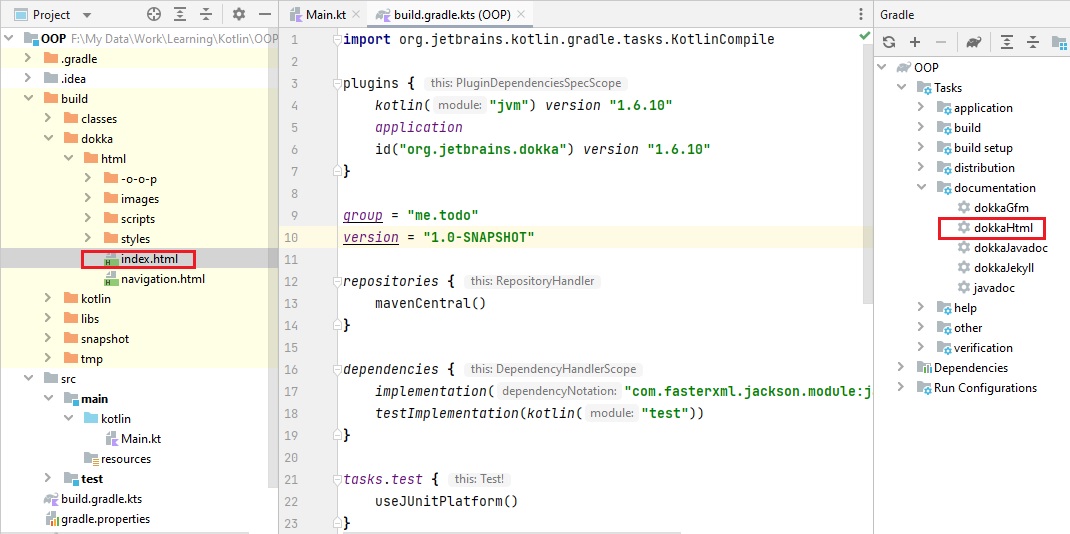 Project
OOP F:\My Data\Work\Learning\Kotlin\OOP
.gradle
.idea
build
classes
dokka
html
-o-o-p
images
scripts
styles
index.html
navigation.html
kotlin
libs
snapshot
tmp
src
main
kotlin
Main.kt
resources
test
build.gradle.kts
gradle.properties
Main.kt
build.gradle.kts (OOP)
1 import org.jetbrains.kotlin.gradle.tasks.KotlinCompile
2
3 plugins { this: PluginDependenciesSpecScope
4 kotlin( module: "jvm") version "1.6.10"
5 application
6 id("org.jetbrains.dokka") version "1.6.10"
7 }
8
9 group = "me.todo"
10 version = "1.0-SNAPSHOT"
11
12 repositories { this: RepositoryHandler
13 mavenCentral()
14 }
15
16 dependencies { this: DependencyHandlerScope
17 implementation( dependencyNotation: "com.fasterxml.jackson.module:j
18 testImplementation(kotlin( module: "test"))
19 }
20
21 tasks.test { this: Test!
22 useJUnitPlatform()
23 }
Gradle
OOP
Tasks
application
build
build setup
distribution
documentation
dokkaGfm
dokkaHtml
dokkaJavadoc
dokkaJekyll
javadoc
help
other
verification
Dependencies
Run Configurations